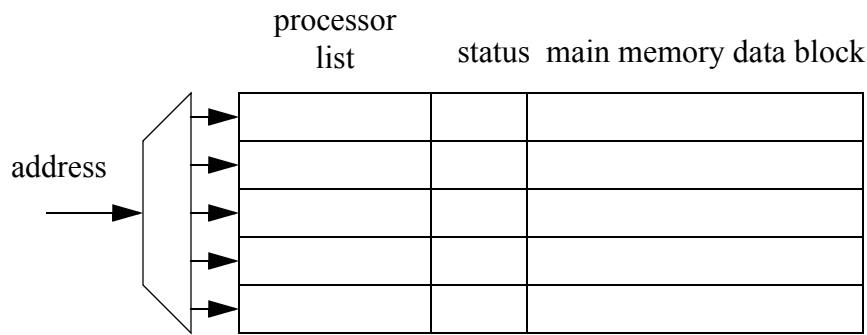 processor
list
status main memory data block
address